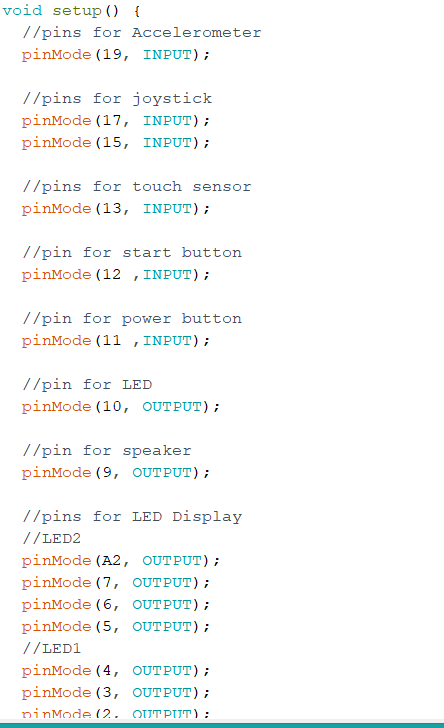 void setup() {
//pins for Accelerometer
pinMode(19, INPUT);
//pins for joystick
pinMode(17, INPUT);
pinMode(15, INPUT);
//pins for touch sensor
pinMode(13, INPUT);
//pin for start button
pinMode(12 ,INPUT);
//pin for power button
pinMode(11 ,INPUT);
//pin for LED
pinMode(10, OUTPUT);
//pin for speaker
pinMode(9, OUTPUT);
//pins for LED Display
//LED2
pinMode(A2, OUTPUT);
pinMode(7, OUTPUT);
pinMode(6, OUTPUT);
pinMode(5, OUTPUT);
//LED1
pinMode(4, OUTPUT);
pinMode(3, OUTPUT);
pinMode(2, OUTPUT);